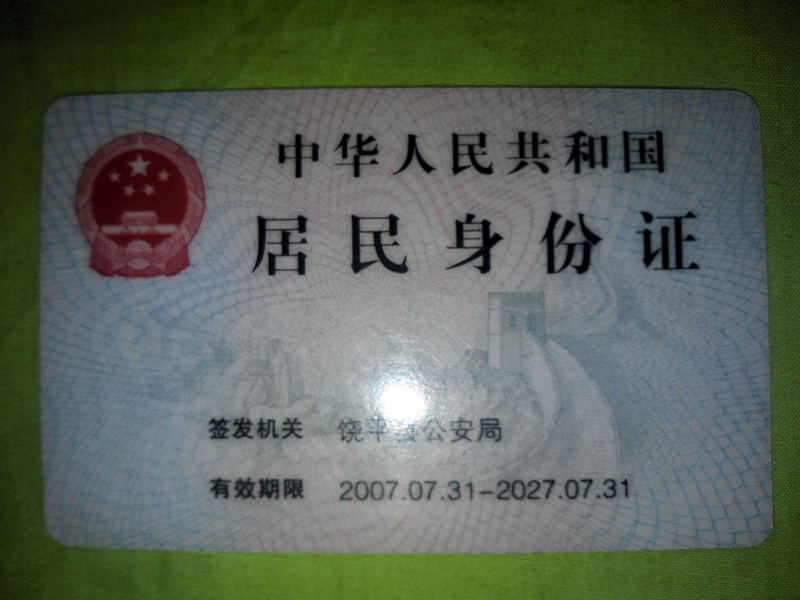 中华人民共和国
居民身份证
签发机关 饶平县公安局
有效期限 2007.07.31-2027.07.31